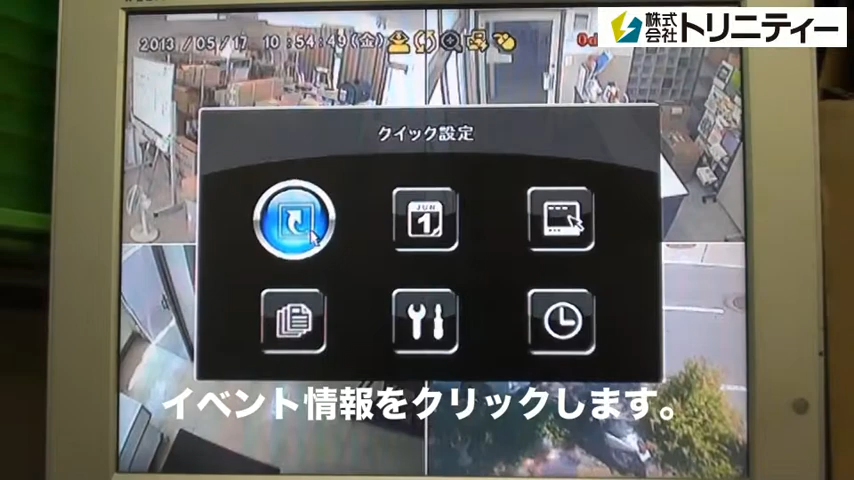 株式会社トリニティー
2013 /05/17 10:54:49(金)
0d
クイック設定
JUN
1
イベント情報をクリックします。